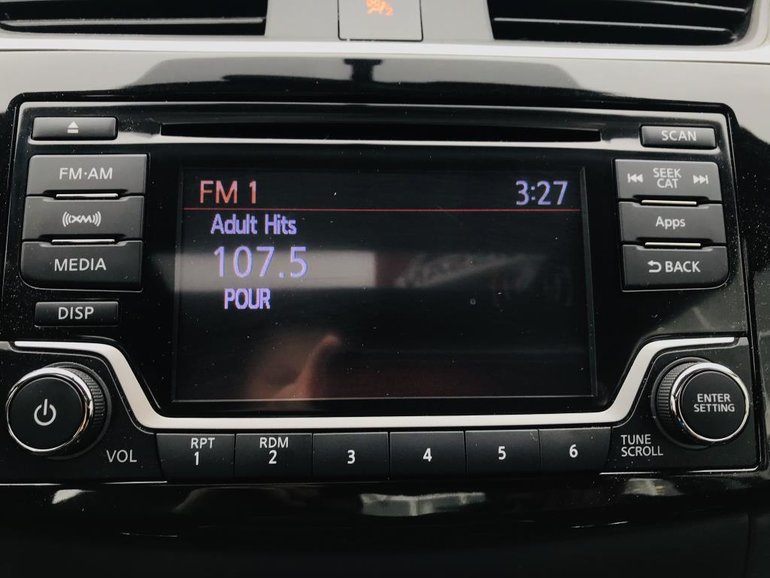 SCAN
FM·AM
SEEK
CAT
FM 1 3:27
Adult Hits
((XM))
Apps
107.5
MEDIA
BACK
POUR
DISP
ENTER
SETTING
VOL
RPT
1
RDM
2
3
4
5
6
TUNE
SCROLL